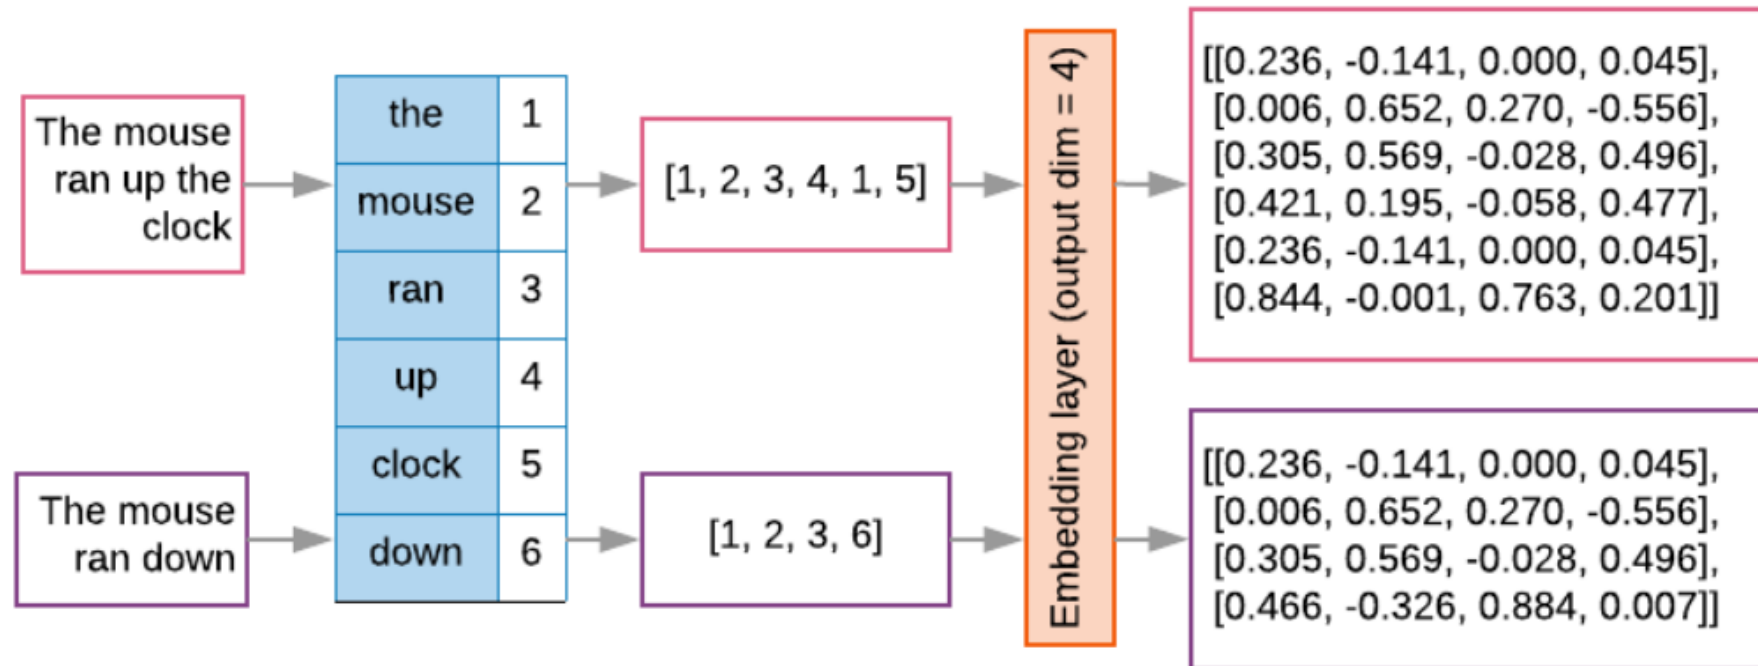 The mouse
ran up the
clock
the 1
mouse 2
ran 3
up 4
clock 5
down 6
[1, 2, 3, 4, 1, 5]
Embedding layer (output dim = 4)
[[0.236, -0.141, 0.000, 0.045],
[0.006, 0.652, 0.270, -0.556],
[0.305, 0.569, -0.028, 0.496],
[0.421, 0.195, -0.058, 0.477],
[0.236, -0.141, 0.000, 0.045],
[0.844, -0.001, 0.763, 0.201]]
The mouse
ran down
[1, 2, 3, 6]
[[0.236, -0.141, 0.000, 0.045],
[0.006, 0.652, 0.270, -0.556],
[0.305, 0.569, -0.028, 0.496],
[0.466, -0.326, 0.884, 0.007]]